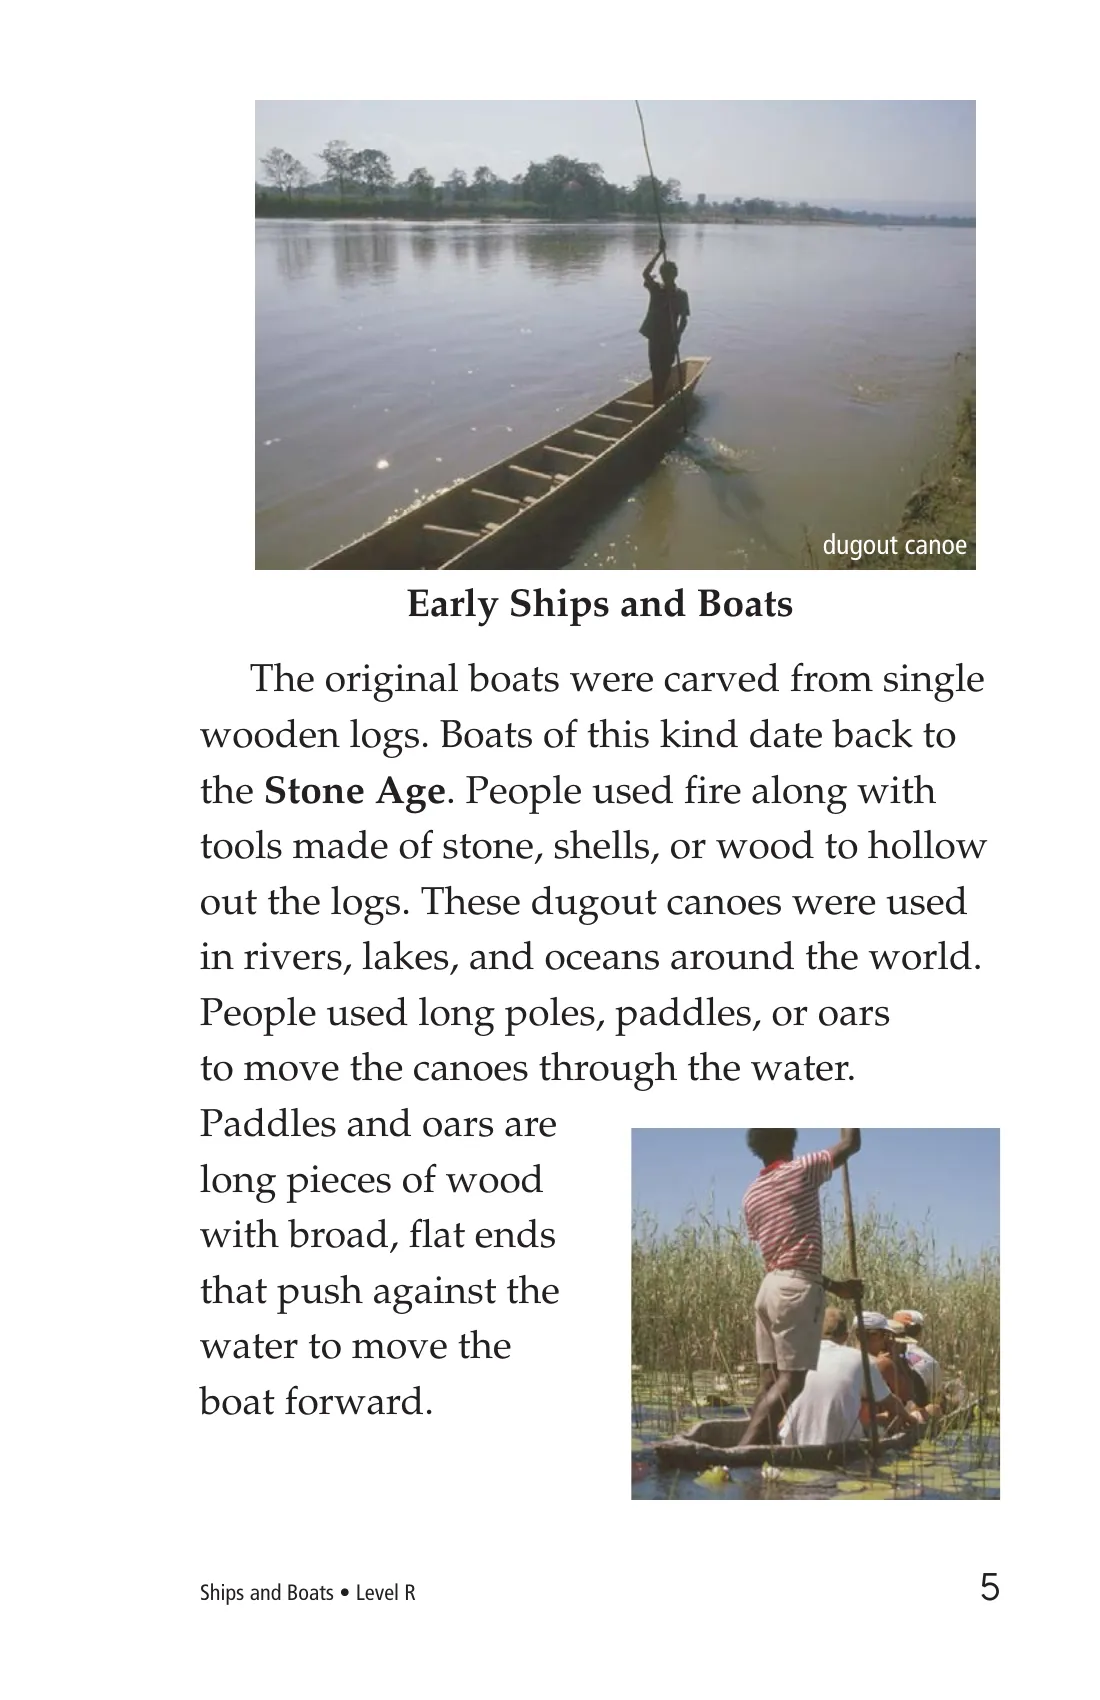 dugout canoe
Early Ships and Boats
The original boats were carved from single
wooden logs. Boats of this kind date back to
the Stone Age. People used fire along with
tools made of stone, shells, or wood to hollow
out the logs. These dugout canoes were used
in rivers, lakes, and oceans around the world.
People used long poles, paddles, or oars
to move the canoes through the water.
Paddles and oars are
long pieces of wood
with broad, flat ends
that push against the
water to move the
boat forward.
Ships and Boats • Level R
5